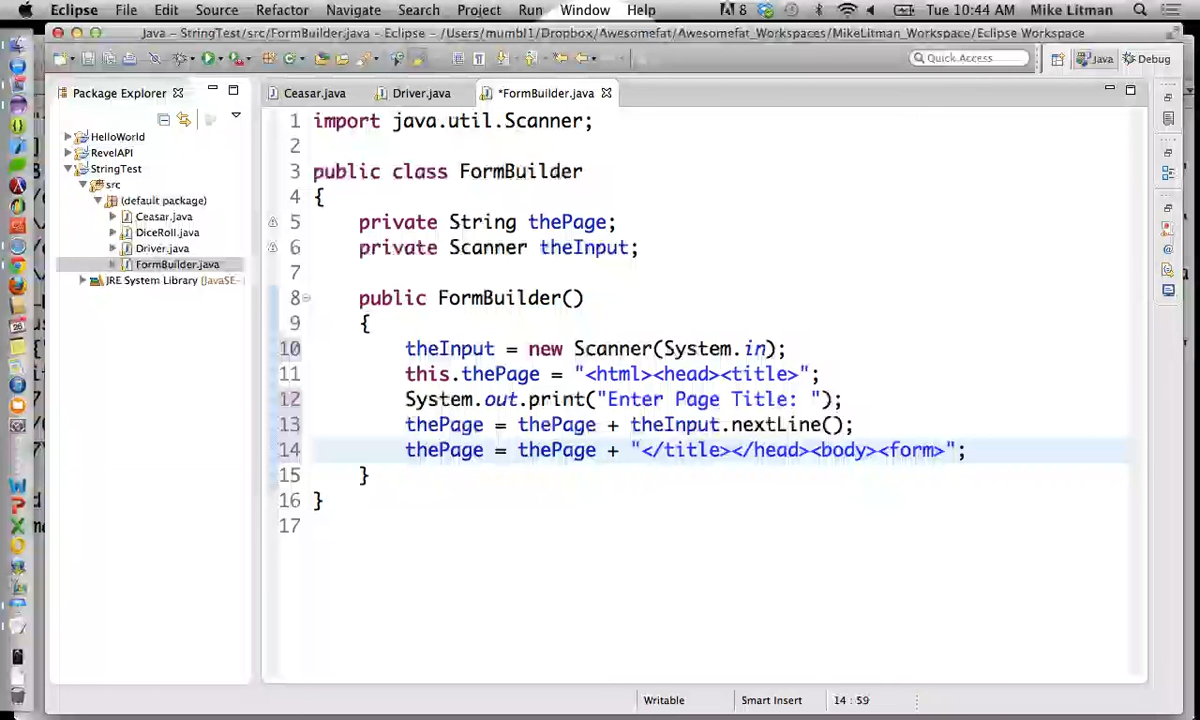 Eclipse File Edit Source Refactor Navigate Search Project Run Window Help 8 Tue 10:44 AM Mike Litman
Java - StringTest/src/FormBuilder.java - Eclipse - /Users/mumbl1/Dropbox/Awesomefat/Awesomefat_Workspaces/MikeLitman_Workspace/Eclipse Workspace
Quick Access Java Debug
Package Explorer Ceasar.java Driver.java *FormBuilder.java
HelloWorld
RevelAPI
StringTest
src
(default package)
Ceasar.java
DiceRoll.java
Driver.java
FormBuilder.java
JRE System Library [JavaSE-
1 import java.util.Scanner;
2
3 public class FormBuilder
4 {
5 private String thePage;
6 private Scanner theInput;
7
8 public FormBuilder()
9 {
10 theInput = new Scanner(System.in);
11 this.thePage = "<html><head><title>";
12 System.out.print("Enter Page Title: ");
13 thePage = thePage + theInput.nextLine();
14 thePage = thePage + "</title></head><body><form>";
15 }
16 }
17
Writable Smart Insert 14 : 59